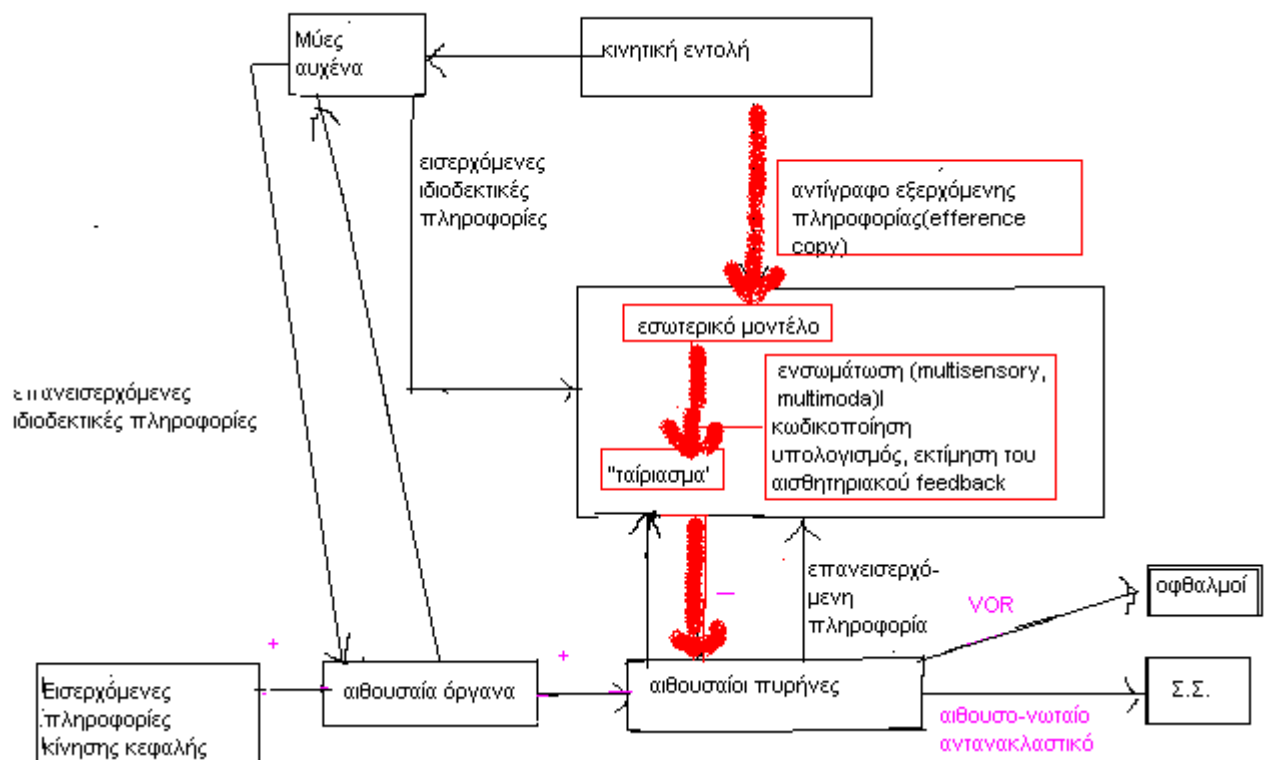 Μύες
αυχένα
κινητική εντολή
εισερχόμενες
ιδιοδεκτικές
πληροφορίες
αντίγραφο εξερχόμενης
πληροφορίας(efference
copy)
εσωτερικό μοντέλο
ενσωμάτωση (multisensory,
multimoda)l
κωδικοποίηση
υπολογισμός, εκτίμηση του
αισθητηριακού feedback
"ταίριασμα'
επανεισερχόμενες
ιδιοδεκτικές πληροφορίες
επανεισερχό-
μενη
πληροφορία
–
VOR
οφθαλμοί
+
+
Εισερχόμενες
πληροφορίες
κίνησης κεφαλής
αιθουσαία όργανα
αιθουσαίοι πυρήνες
Σ.Σ.
αιθουσο-νωταίο
αντανακλαστικό